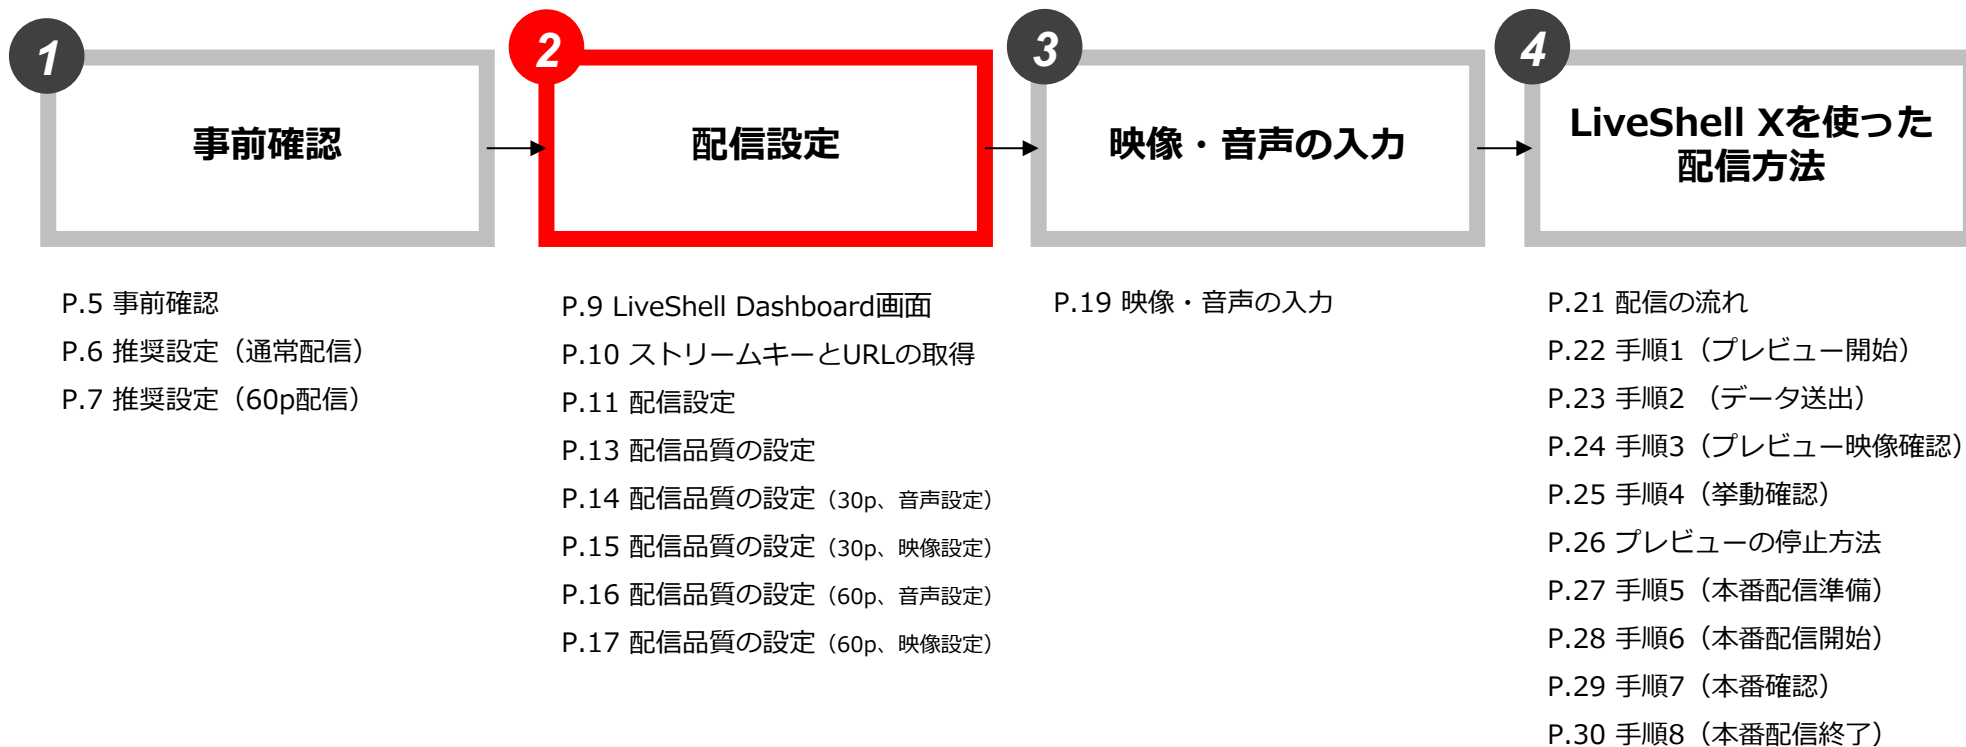 1
事前確認
P.5 事前確認
P.6 推奨設定（通常配信）
P.7 推奨設定（60p配信）
2
配信設定
P.9 LiveShell Dashboard画面
P.10 ストリームキーとURLの取得
P.11 配信設定
P.13 配信品質の設定
P.14 配信品質の設定（30p、音声設定）
P.15 配信品質の設定（30p、映像設定）
P.16 配信品質の設定（60p、音声設定）
P.17 配信品質の設定（60p、映像設定）
3
映像・音声の入力
P.19 映像・音声の入力
4
LiveShell Xを使った
配信方法
P.21 配信の流れ
P.22 手順1（プレビュー開始）
P.23 手順2 （データ送出）
P.24 手順3（プレビュー映像確認）
P.25 手順4（挙動確認）
P.26 プレビューの停止方法
P.27 手順5（本番配信準備）
P.28 手順6（本番配信開始）
P.29 手順7（本番確認）
P.30 手順8（本番配信終了）